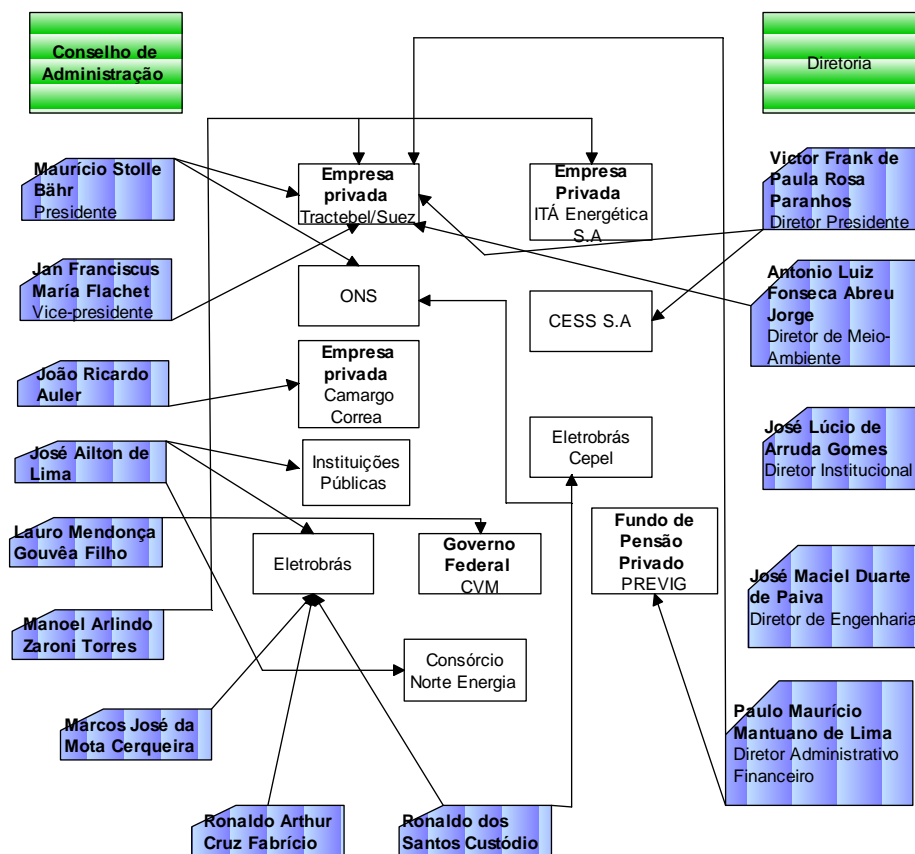 Conselho de
Administração
Diretoria
Maurício Stolle
Bähr
Presidente
Empresa
privada
Tractebel/Suez
Empresa
Privada
ITÁ Energética
S.A
Victor Frank de
Paula Rosa
Paranhos
Diretor Presidente
Jan Franciscus
María Flachet
Vice-presidente
ONS
CESS S.A
Antonio Luiz
Fonseca Abreu
Jorge
Diretor de Meio-
Ambiente
João Ricardo
Auler
Empresa
privada
Camargo
Correa
José Ailton de
Lima
Instituições
Públicas
Eletrobrás
Cepel
José Lúcio de
Arruda Gomes
Diretor Institucional
Lauro Mendonça
Gouvêa Filho
Eletrobrás
Governo
Federal
CVM
Fundo de
Pensão
Privado
PREVIG
José Maciel Duarte
de Paiva
Diretor de Engenharia
Manoel Arlindo
Zaroni Torres
Consórcio
Norte Energia
Marcos José da
Mota Cerqueira
Paulo Maurício
Mantuano de Lima
Diretor Administrativo
Financeiro
Ronaldo Arthur
Cruz Fabrício
Ronaldo dos
Santos Custódio